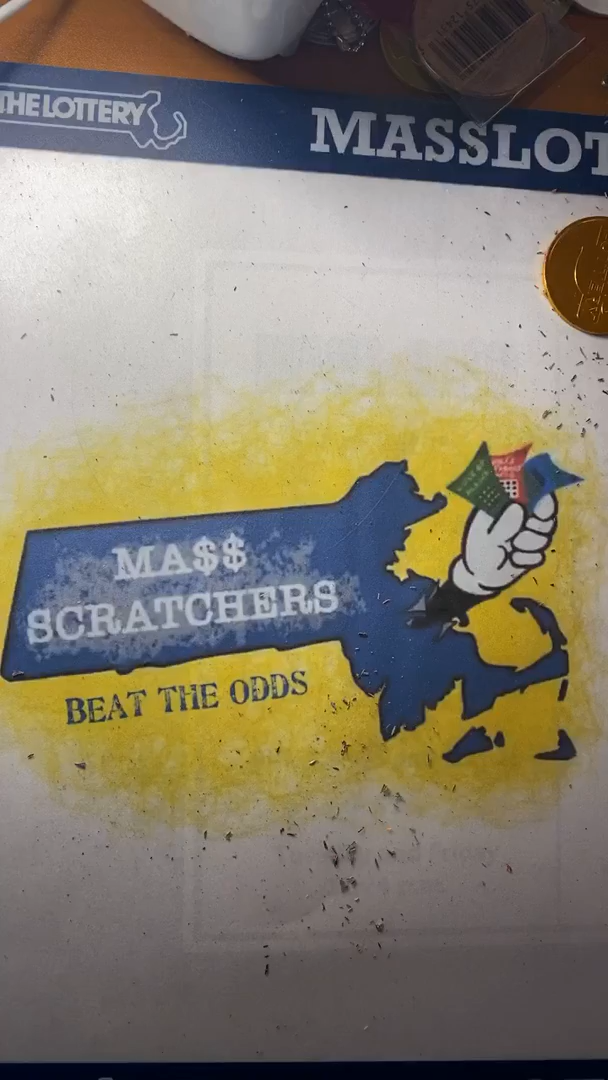 THE LOTTERY
MASSLOT
MA$$
SCRATCHERS
BEAT THE ODDS